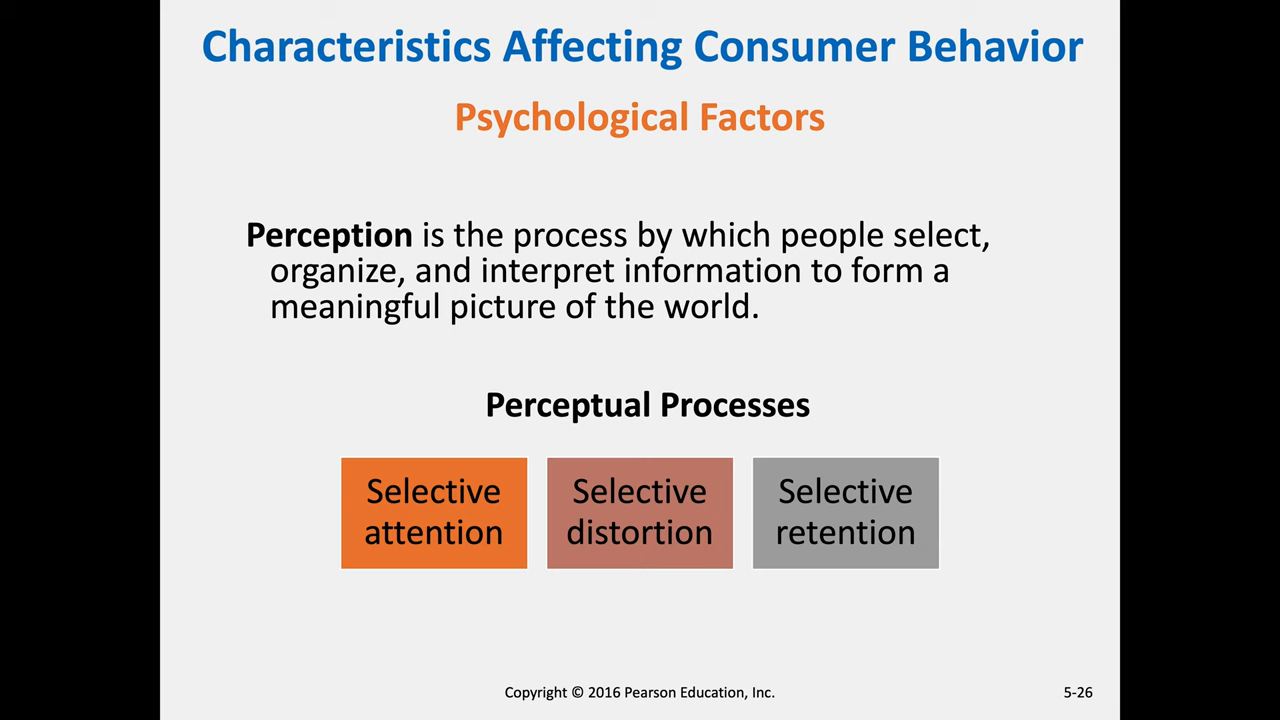 Characteristics Affecting Consumer Behavior
Psychological Factors
Perception is the process by which people select,
organize, and interpret information to form a
meaningful picture of the world.
Perceptual Processes
Selective
attention
Selective
distortion
Selective
retention
Copyright © 2016 Pearson Education, Inc.
5-26